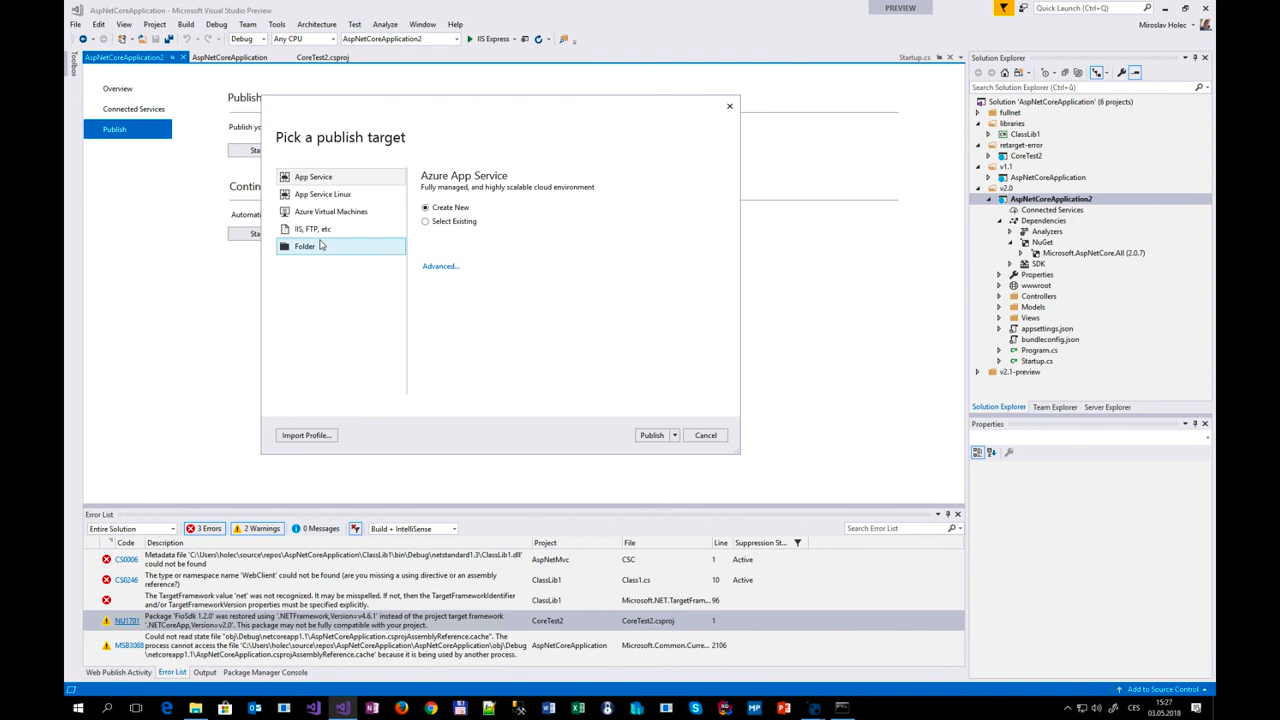 AspNetCoreApplication - Microsoft Visual Studio Preview
PREVIEW
Quick Launch (Ctrl+Q)
File Edit View Project Build Debug Team Tools Architecture Test Analyze Window Help
Miroslav Holec
Debug Any CPU AspNetCoreApplication2 IIS Express
Toolbox
AspNetCoreApplication2 AspNetCoreApplication CoreTest2.csproj Startup.cs
Overview
Connected Services
Publish
Publish
Publish yo
Sta
Contin
Automati
Sta
Pick a publish target
App Service
App Service Linux
Azure Virtual Machines
IIS, FTP, etc
Folder
Azure App Service
Fully managed, and highly scalable cloud environment
Create New
Select Existing
Advanced...
Import Profile...
Publish
Cancel
Solution Explorer
Search Solution Explorer (Ctrl+ů)
Solution 'AspNetCoreApplication' (6 projects)
fullnet
libraries
ClassLib1
retarget-error
CoreTest2
v1.1
AspNetCoreApplication
v2.0
AspNetCoreApplication2
Connected Services
Dependencies
Analyzers
NuGet
Microsoft.AspNetCore.All (2.0.7)
SDK
Properties
wwwroot
Controllers
Models
Views
appsettings.json
bundleconfig.json
Program.cs
Startup.cs
v2.1-preview
Solution Explorer Team Explorer Server Explorer
Properties
Error List
Entire Solution 3 Errors 2 Warnings 0 Messages Build + IntelliSense Search Error List
Code Description Project File Line Suppression St...
CS0006 Metadata file 'C:\Users\holec\source\repos\AspNetCoreApplication\ClassLib1\bin\Debug\netstandard1.3\ClassLib1.dll' AspNetMvc CSC 1 Active
could not be found
CS0246 The type or namespace name 'WebClient' could not be found (are you missing a using directive or an assembly ClassLib1 Class1.cs 10 Active
reference?)
The TargetFramework value 'net' was not recognized. It may be misspelled. If not, then the TargetFrameworkIdentifier ClassLib1 Microsoft.NET.TargetFram... 96
and/or TargetFrameworkVersion properties must be specified explicitly.
NU1701 Package 'FioSdk 1.2.0' was restored using '.NETFramework,Version=v4.6.1' instead of the project target framework CoreTest2 CoreTest2.csproj 1
'.NETCoreApp,Version=v2.0'. This package may not be fully compatible with your project.
Could not read state file "obj\Debug\netcoreapp1.1\AspNetCoreApplication.csprojAssemblyReference.cache". The
MSB3088 process cannot access the file 'C:\Users\holec\source\repos\AspNetCoreApplication\AspNetCoreApplication\obj\Debug AspNetCoreApplication Microsoft.Common.Curre... 2106
\netcoreapp1.1\AspNetCoreApplication.csprojAssemblyReference.cache' because it is being used by another process.
Web Publish Activity Error List Output Package Manager Console
Add to Source Control
CES
15:27
03.05.2018